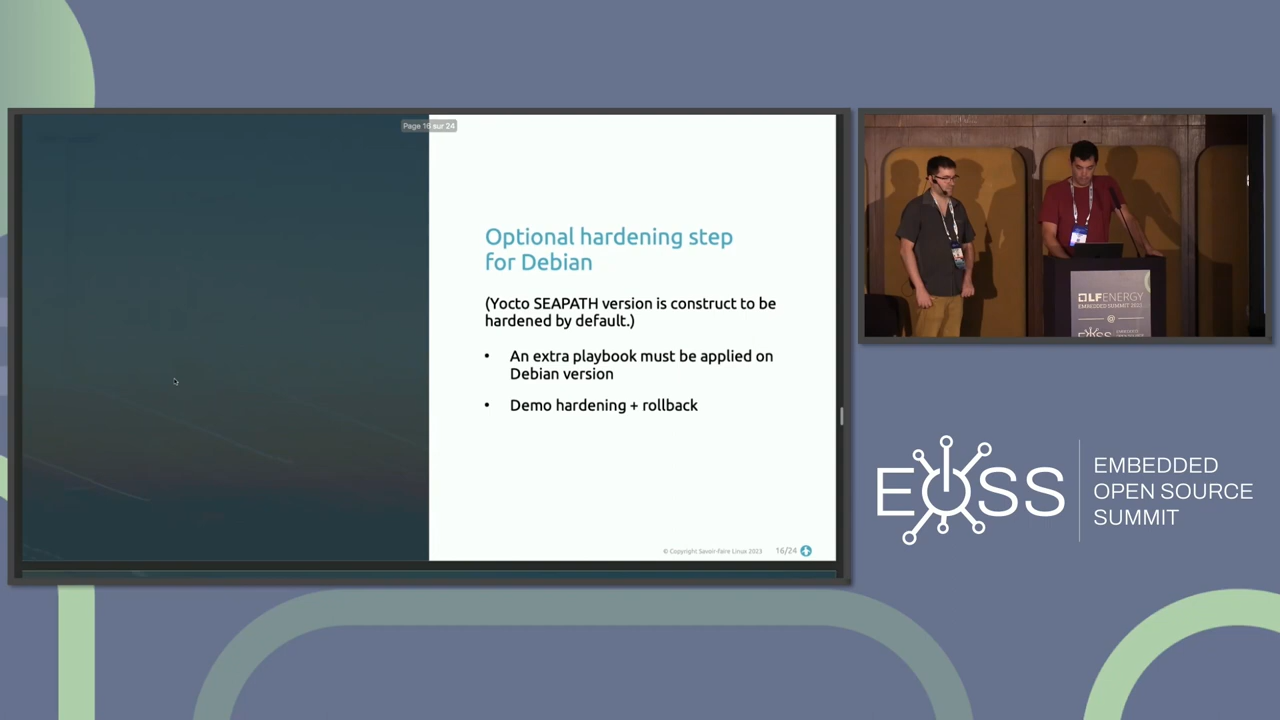 Page 16 sur 24
Optional hardening step
for Debian
(Yocto SEAPATH version is construct to be
hardened by default.)
• An extra playbook must be applied on
Debian version
• Demo hardening + rollback
© Copyright Savoir-faire Linux 2023
16/24
LFENERGY
EMBEDDED SUMMIT 2023
@
EOSS
EMBEDDED
OPEN SOURCE
SUMMIT